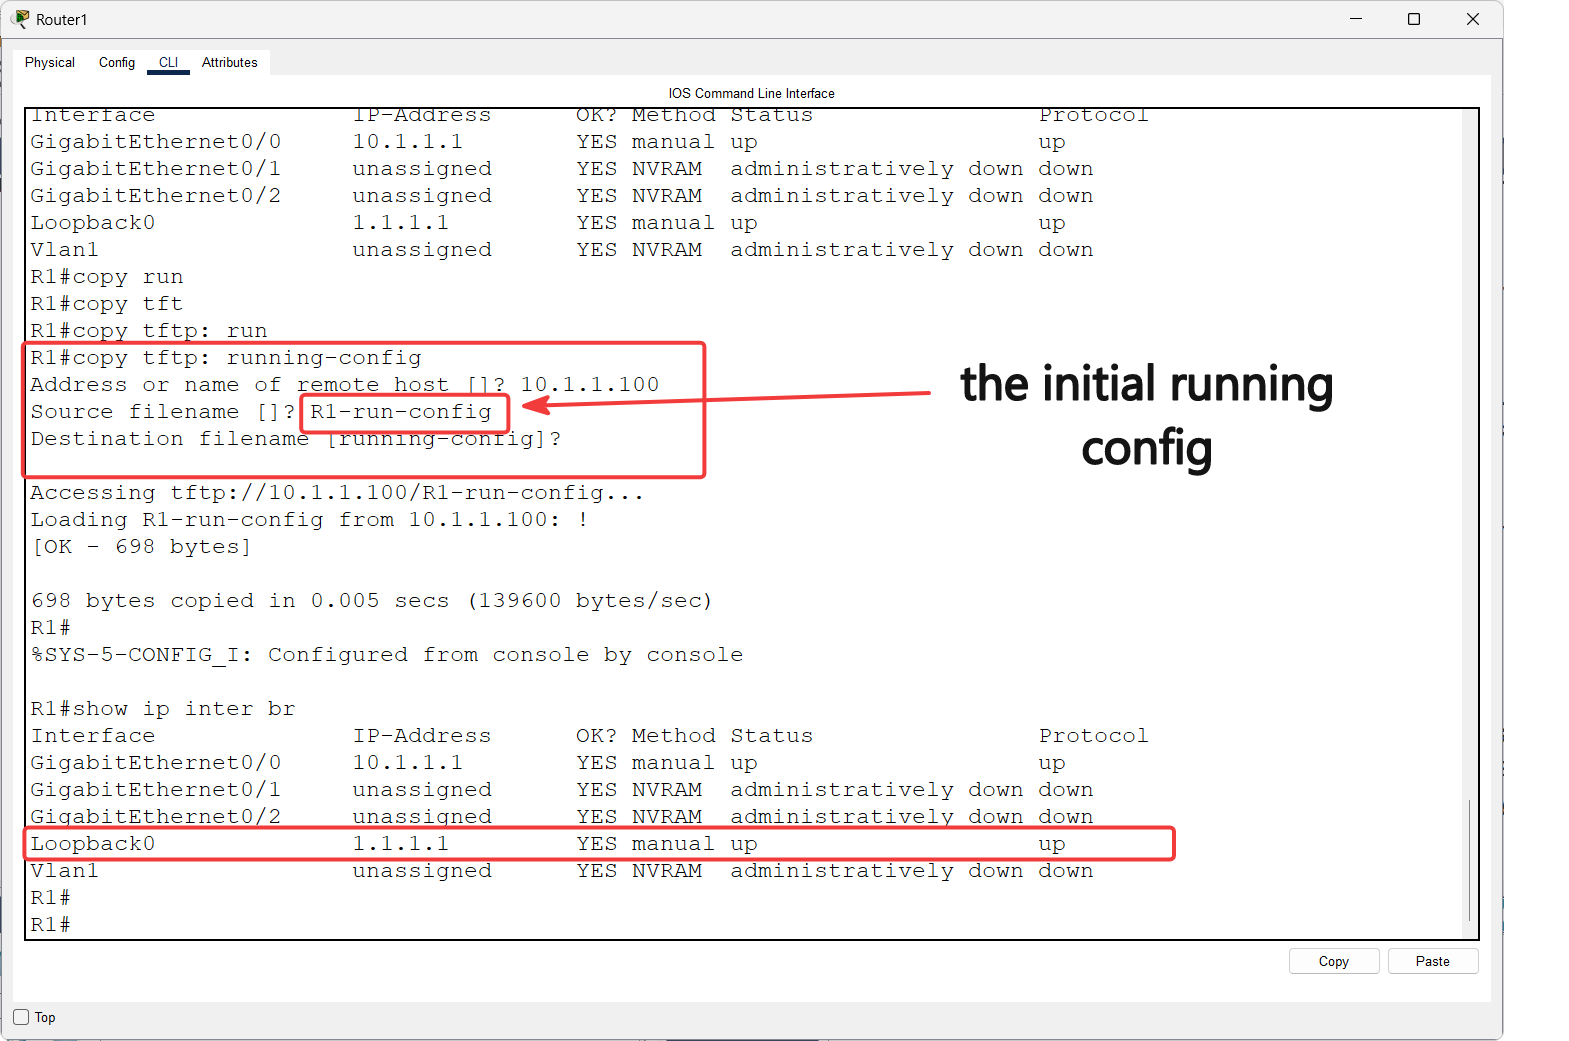 Router1
Physical Config CLI Attributes
IOS Command Line Interface
Interface IP-Address OK? Method Status Protocol
GigabitEthernet0/0 10.1.1.1 YES manual up up
GigabitEthernet0/1 unassigned YES NVRAM administratively down down
GigabitEthernet0/2 unassigned YES NVRAM administratively down down
Loopback0 1.1.1.1 YES manual up up
Vlan1 unassigned YES NVRAM administratively down down
R1#copy run
R1#copy tft
R1#copy tftp: run
R1#copy tftp: running-config
Address or name of remote host []? 10.1.1.100
Source filename []? R1-run-config
Destination filename [running-config]?
the initial running
config
Accessing tftp://10.1.1.100/R1-run-config...
Loading R1-run-config from 10.1.1.100: !
[OK - 698 bytes]
698 bytes copied in 0.005 secs (139600 bytes/sec)
R1#
%SYS-5-CONFIG_I: Configured from console by console
R1#show ip inter br
Interface IP-Address OK? Method Status Protocol
GigabitEthernet0/0 10.1.1.1 YES manual up up
GigabitEthernet0/1 unassigned YES NVRAM administratively down down
GigabitEthernet0/2 unassigned YES NVRAM administratively down down
Loopback0 1.1.1.1 YES manual up up
Vlan1 unassigned YES NVRAM administratively down down
R1#
R1#
Copy Paste
Top